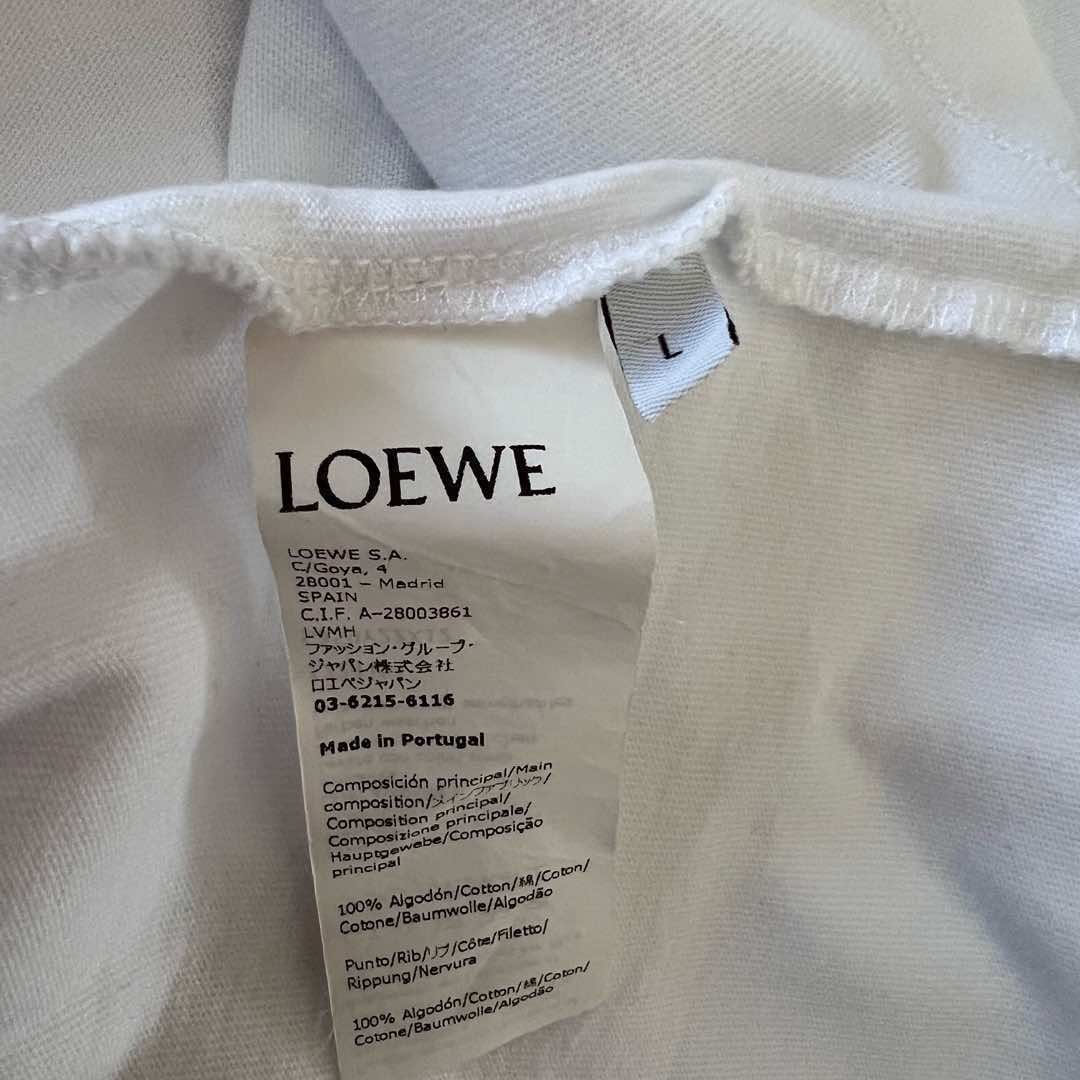 L
LOEWE
LOEWE S.A.
C/Goya, 4
28001 – Madrid
SPAIN
C.I.F. A–28003861
LVMH
ファッション・グループ・
ジャパン株式会社
ロエベジャパン
03-6215-6116
Made in Portugal
Composición principal/Main
composition/メインファブリック/
Composition principal/
Composizione principale/
Hauptgewebe/Composição
principal
100% Algodón/Cotton/綿/Coton/
Cotone/Baumwolle/Algodão
Punto/Rib/リブ/Côte/Filetto/
Rippung/Nervura
100% Algodón/Cotton/綿/Coton/
Cotone/Baumwolle/Algodão